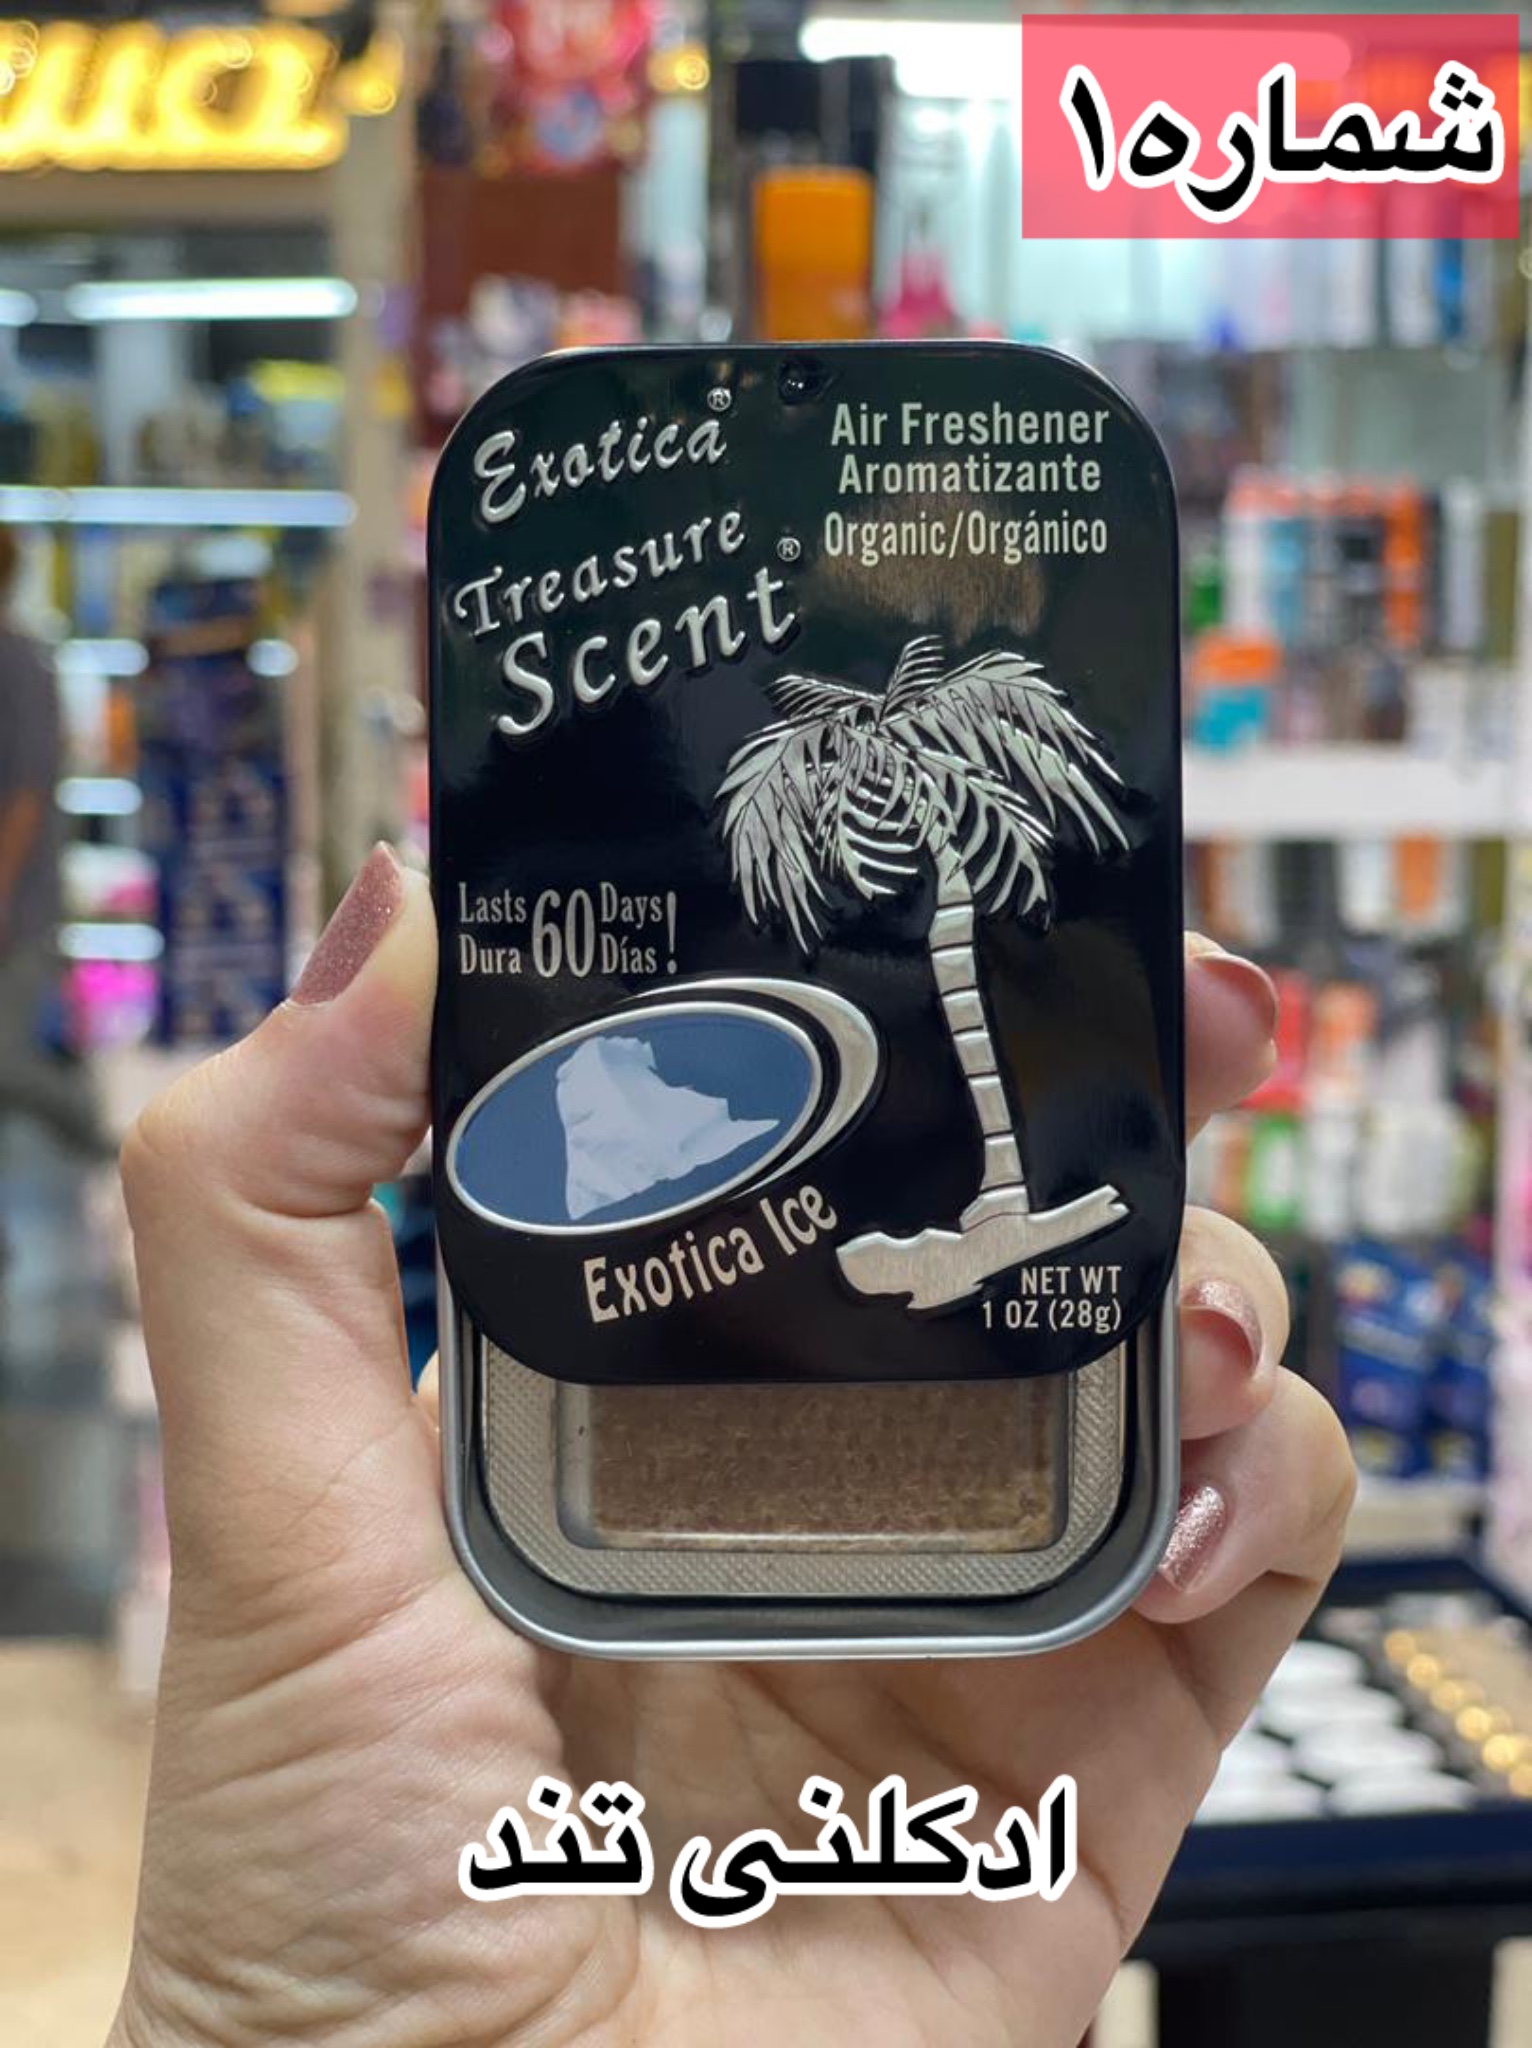 شماره۱
Exotica®
Treasure
Scent®
Air Freshener
Aromatizante
Organic/Orgánico
Lasts 60 Days!
Dura 60 Días!
Exotica Ice
NET WT
1 OZ (28g)
ادکلنی تند